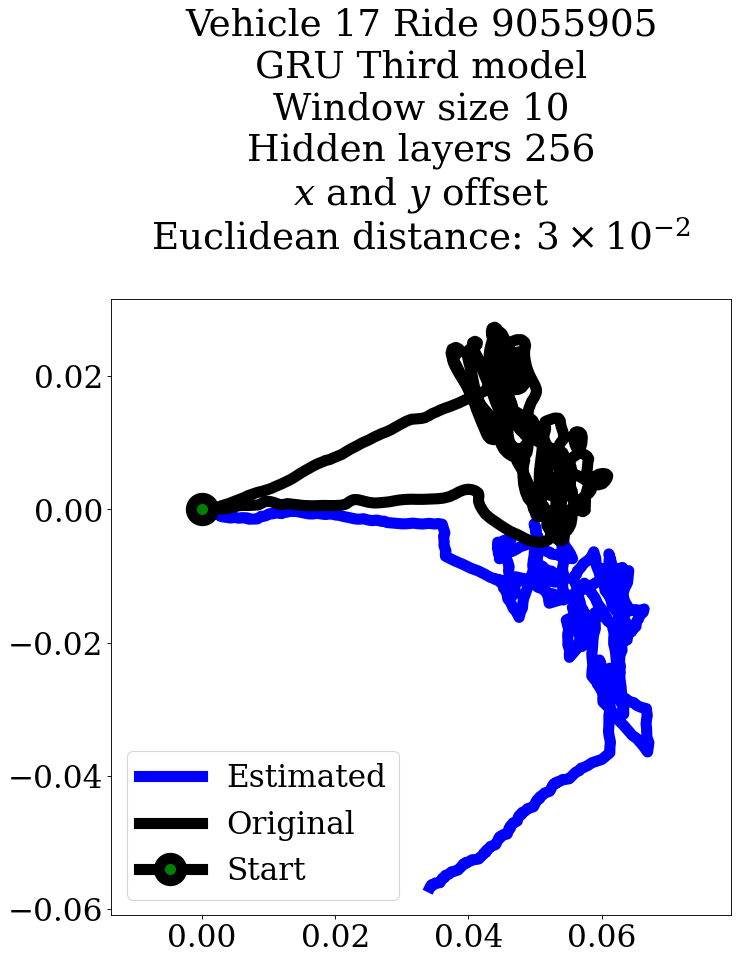 Vehicle 17 Ride 9055905
GRU Third model
Window size 10
Hidden layers 256
x and y offset
Euclidean distance: 3 × 10⁻²
0.02
0.00
−0.02
−0.04
−0.06
Estimated
Original
Start
0.00 0.02 0.04 0.06